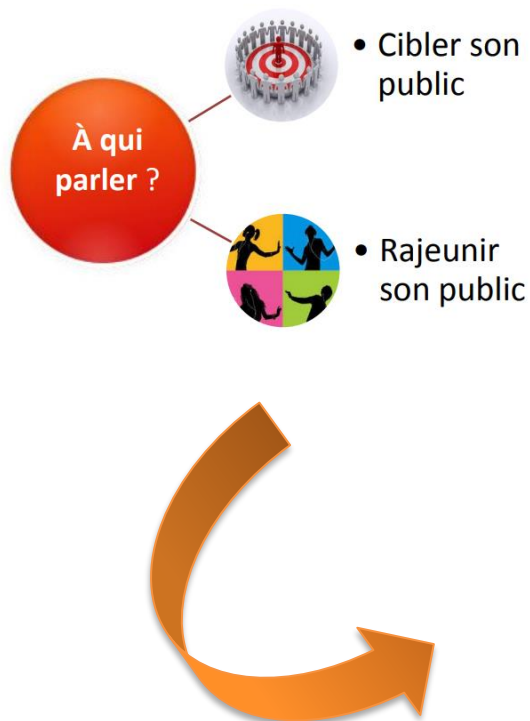 À qui
parler ?
• Cibler son
public
• Rajeunir
son public